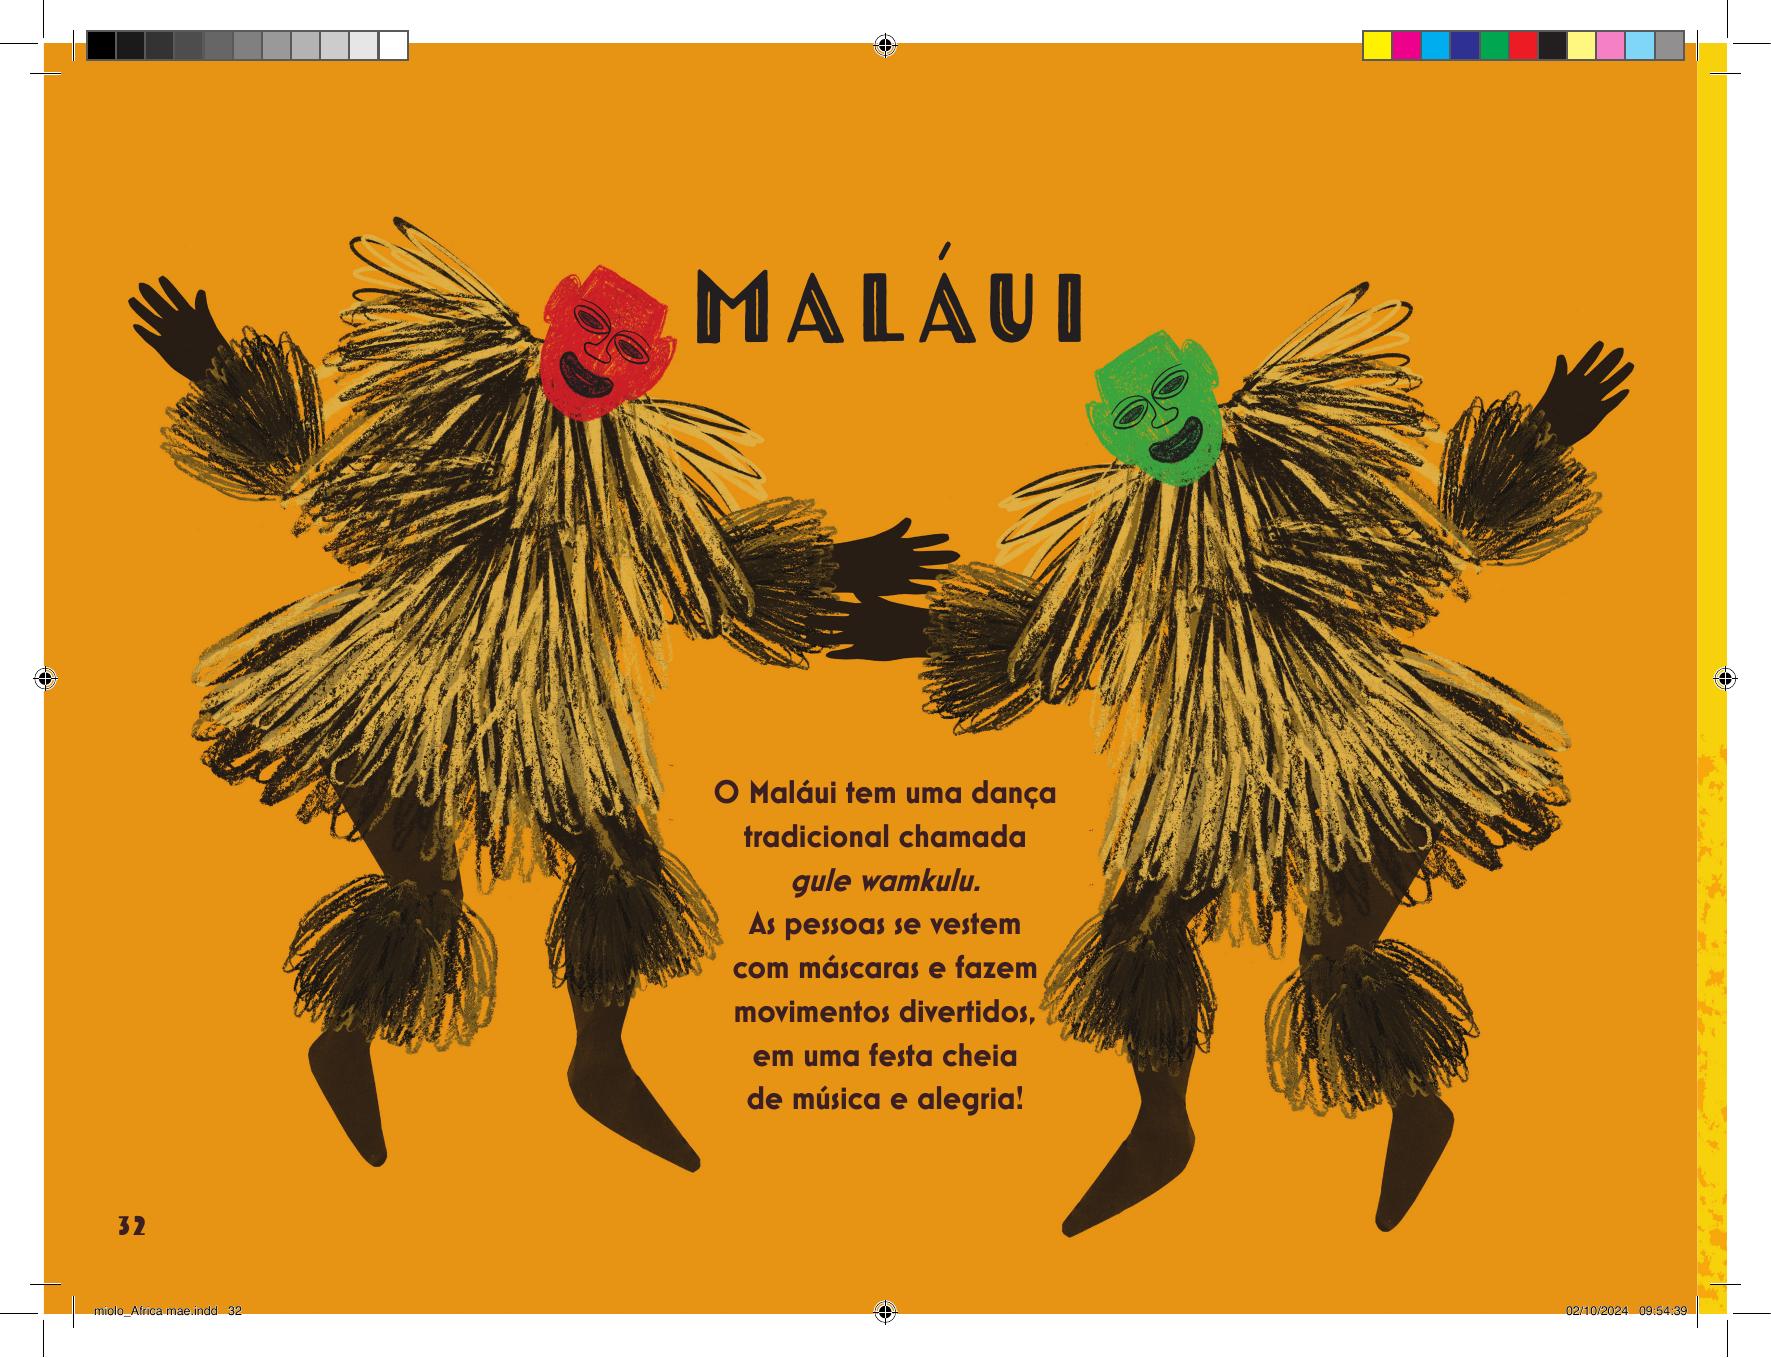 MALÁUI
O Maláui tem uma dança
tradicional chamada
gule wamkulu.
As pessoas se vestem
com máscaras e fazem
movimentos divertidos,
em uma festa cheia
de música e alegria!
32
miolo_Africa mae.indd   32
02/10/2024   09:54:39